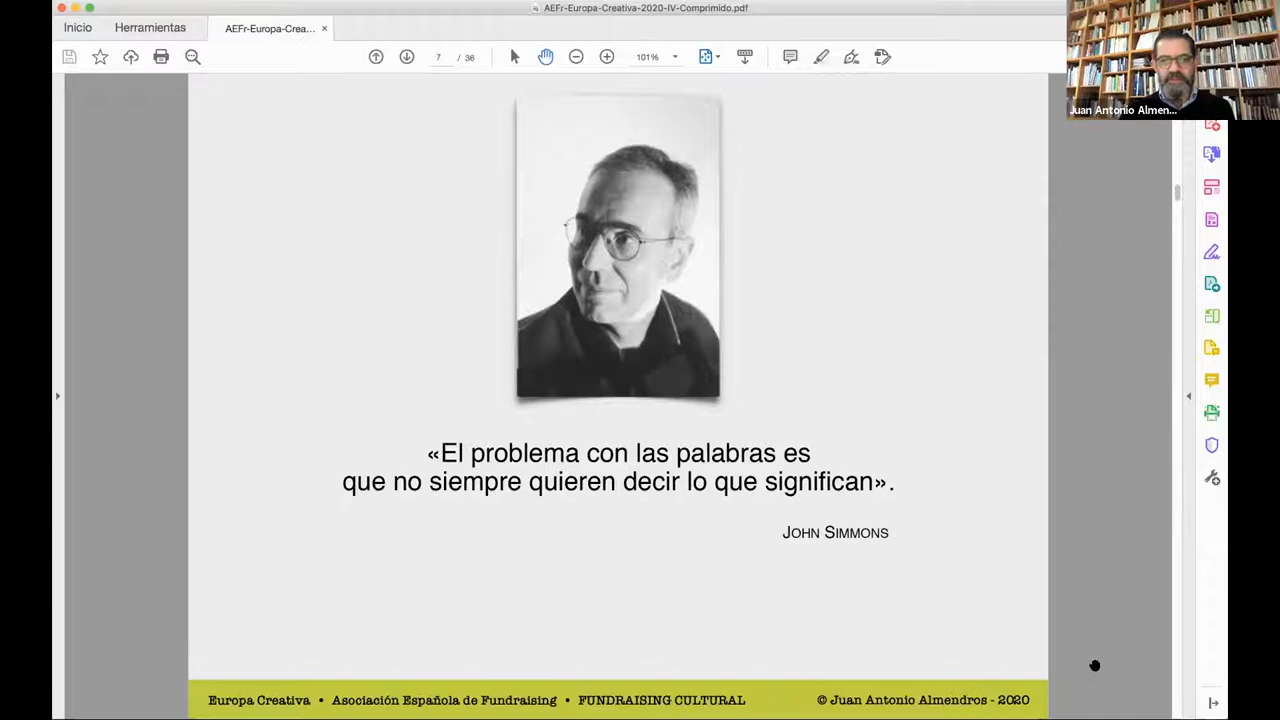 AEFr-Europa-Creativa-2020-IV-Comprimido.pdf
Inicio
Herramientas
AEFr-Europa-Crea... ×
7 / 36
101%
Juan Antonio Almen...
«El problema con las palabras es
que no siempre quieren decir lo que significan».
JOHN SIMMONS
Europa Creativa • Asociación Española de Fundraising • FUNDRAISING CULTURAL
© Juan Antonio Almendros - 2020